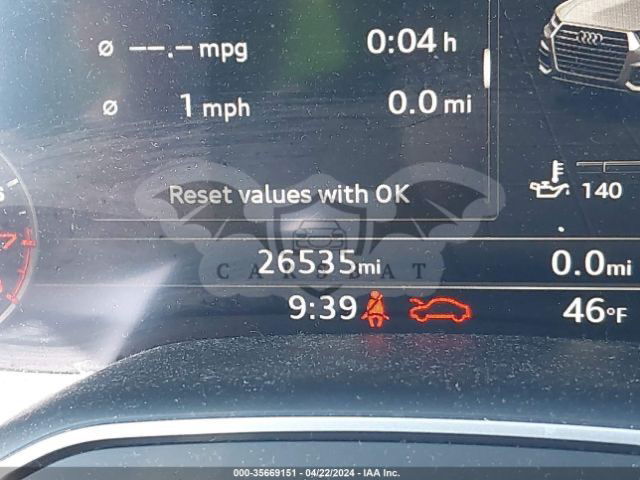 Ø --.- mpg 0:04 h
Ø 1 mph 0.0 mi
140
Reset values with OK
26535mi 0.0mi
CARSBAT
9:39 46°F
000-35669151 - 04/22/2024 - IAA Inc.